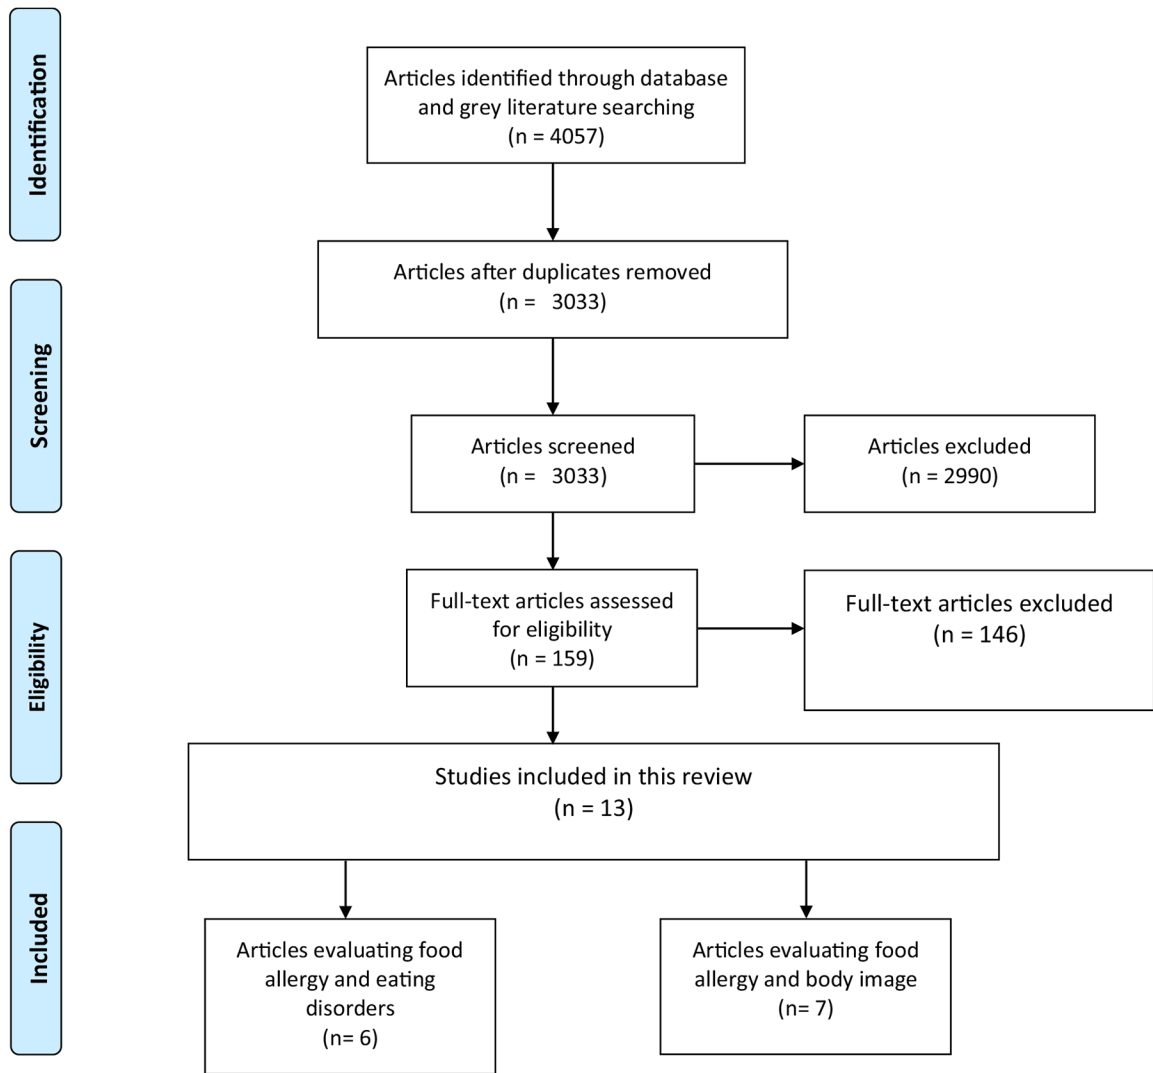 Identification
Articles identified through database
and grey literature searching
(n = 4057)
Articles after duplicates removed
(n = 3033)
Screening
Articles screened
(n = 3033)
Articles excluded
(n = 2990)
Eligibility
Full-text articles assessed
for eligibility
(n = 159)
Full-text articles excluded
(n = 146)
Studies included in this review
(n = 13)
Included
Articles evaluating food
allergy and eating
disorders
(n= 6)
Articles evaluating food
allergy and body image
(n= 7)